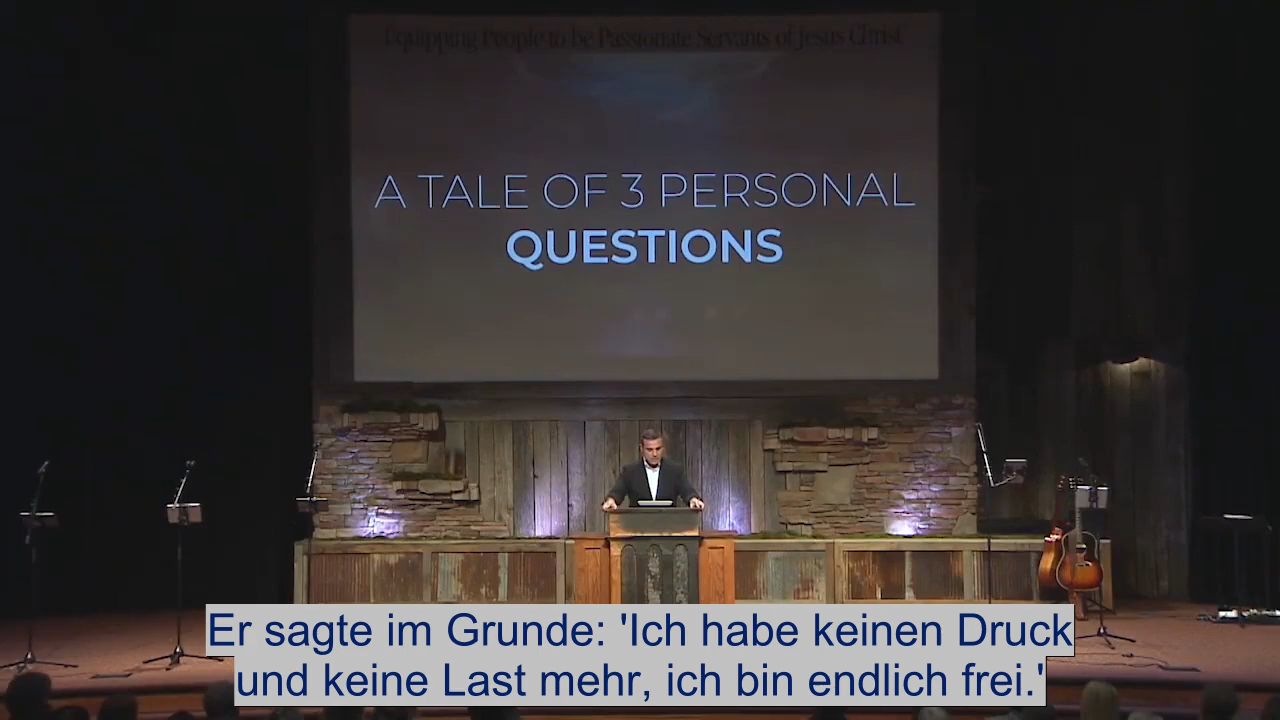 Equipping People to be Passionate Servants of Jesus Christ
A TALE OF 3 PERSONAL
QUESTIONS
Er sagte im Grunde: 'Ich habe keinen Druck
und keine Last mehr, ich bin endlich frei.'